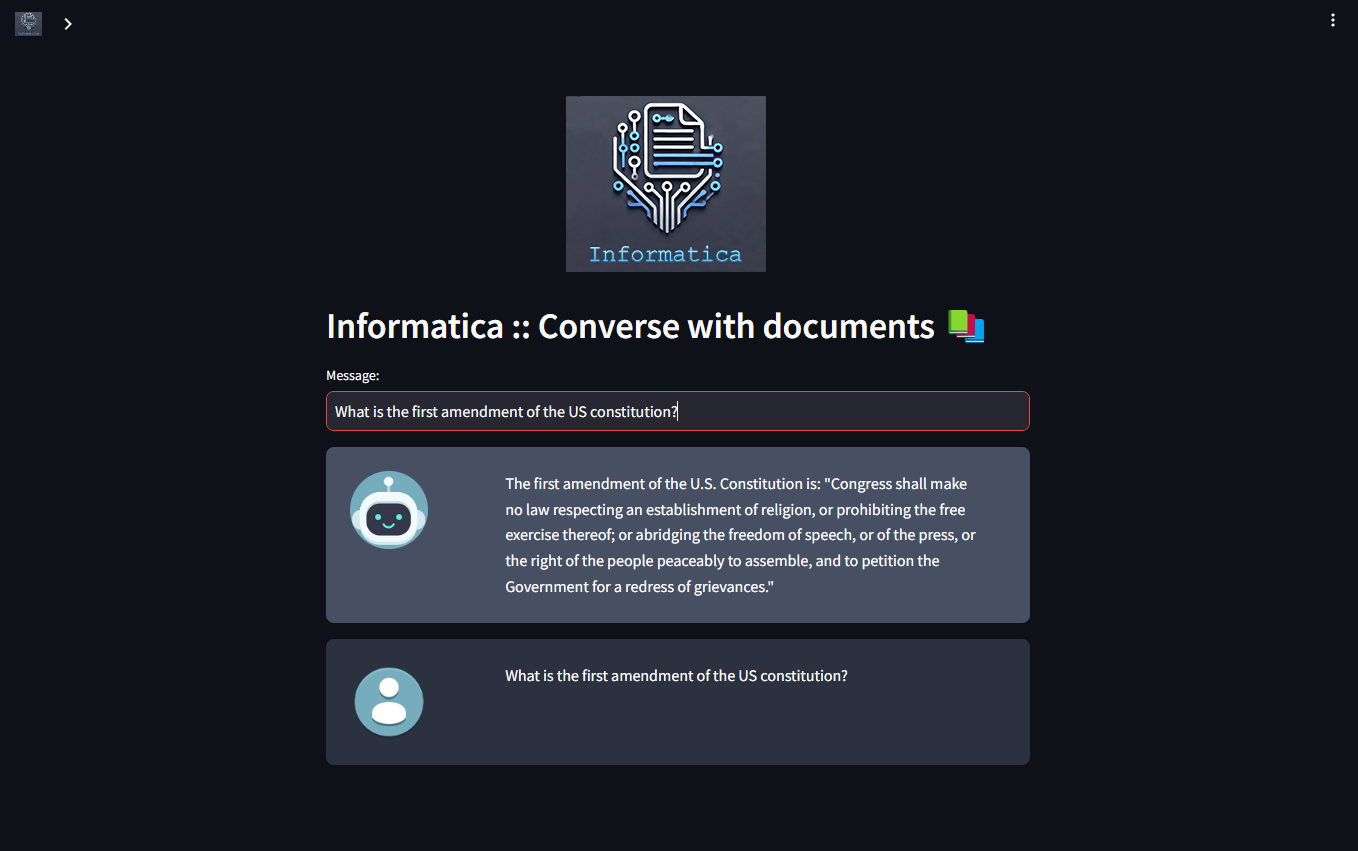 Informatica
Informatica :: Converse with documents
Message:
What is the first amendment of the US constitution?
The first amendment of the U.S. Constitution is: "Congress shall make
no law respecting an establishment of religion, or prohibiting the free
exercise thereof; or abridging the freedom of speech, or of the press, or
the right of the people peaceably to assemble, and to petition the
Government for a redress of grievances."
What is the first amendment of the US constitution?